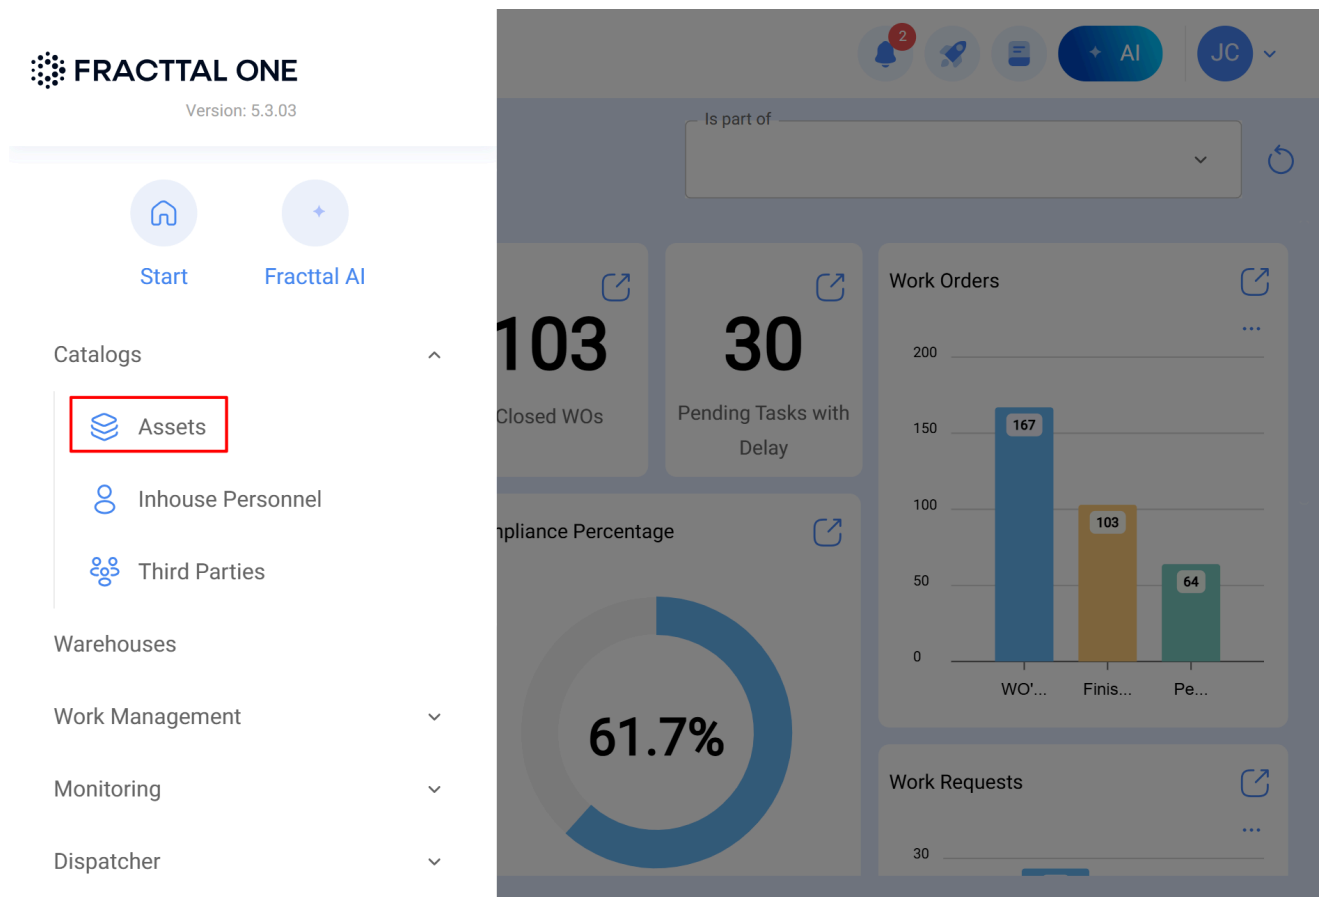 FRACTTAL ONE
Version: 5.3.03
Start
Fracttal AI
Catalogs
Assets
Inhouse Personnel
Third Parties
Warehouses
Work Management
Monitoring
Dispatcher
2
AI
JC
Is part of
103
Closed WOs
30
Pending Tasks with
Delay
Work Orders
200
150
100
50
0
167
103
64
WO'...
Finis...
Pe...
mpliance Percentage
61.7%
Work Requests
30